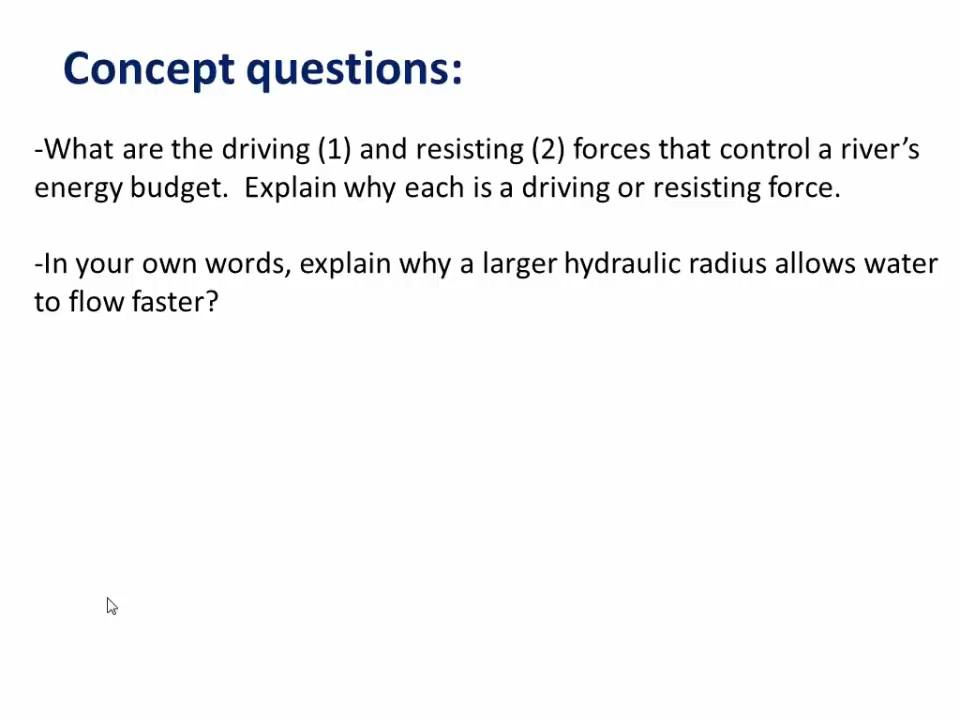 Concept questions:
-What are the driving (1) and resisting (2) forces that control a river’s
energy budget.  Explain why each is a driving or resisting force.
-In your own words, explain why a larger hydraulic radius allows water
to flow faster?